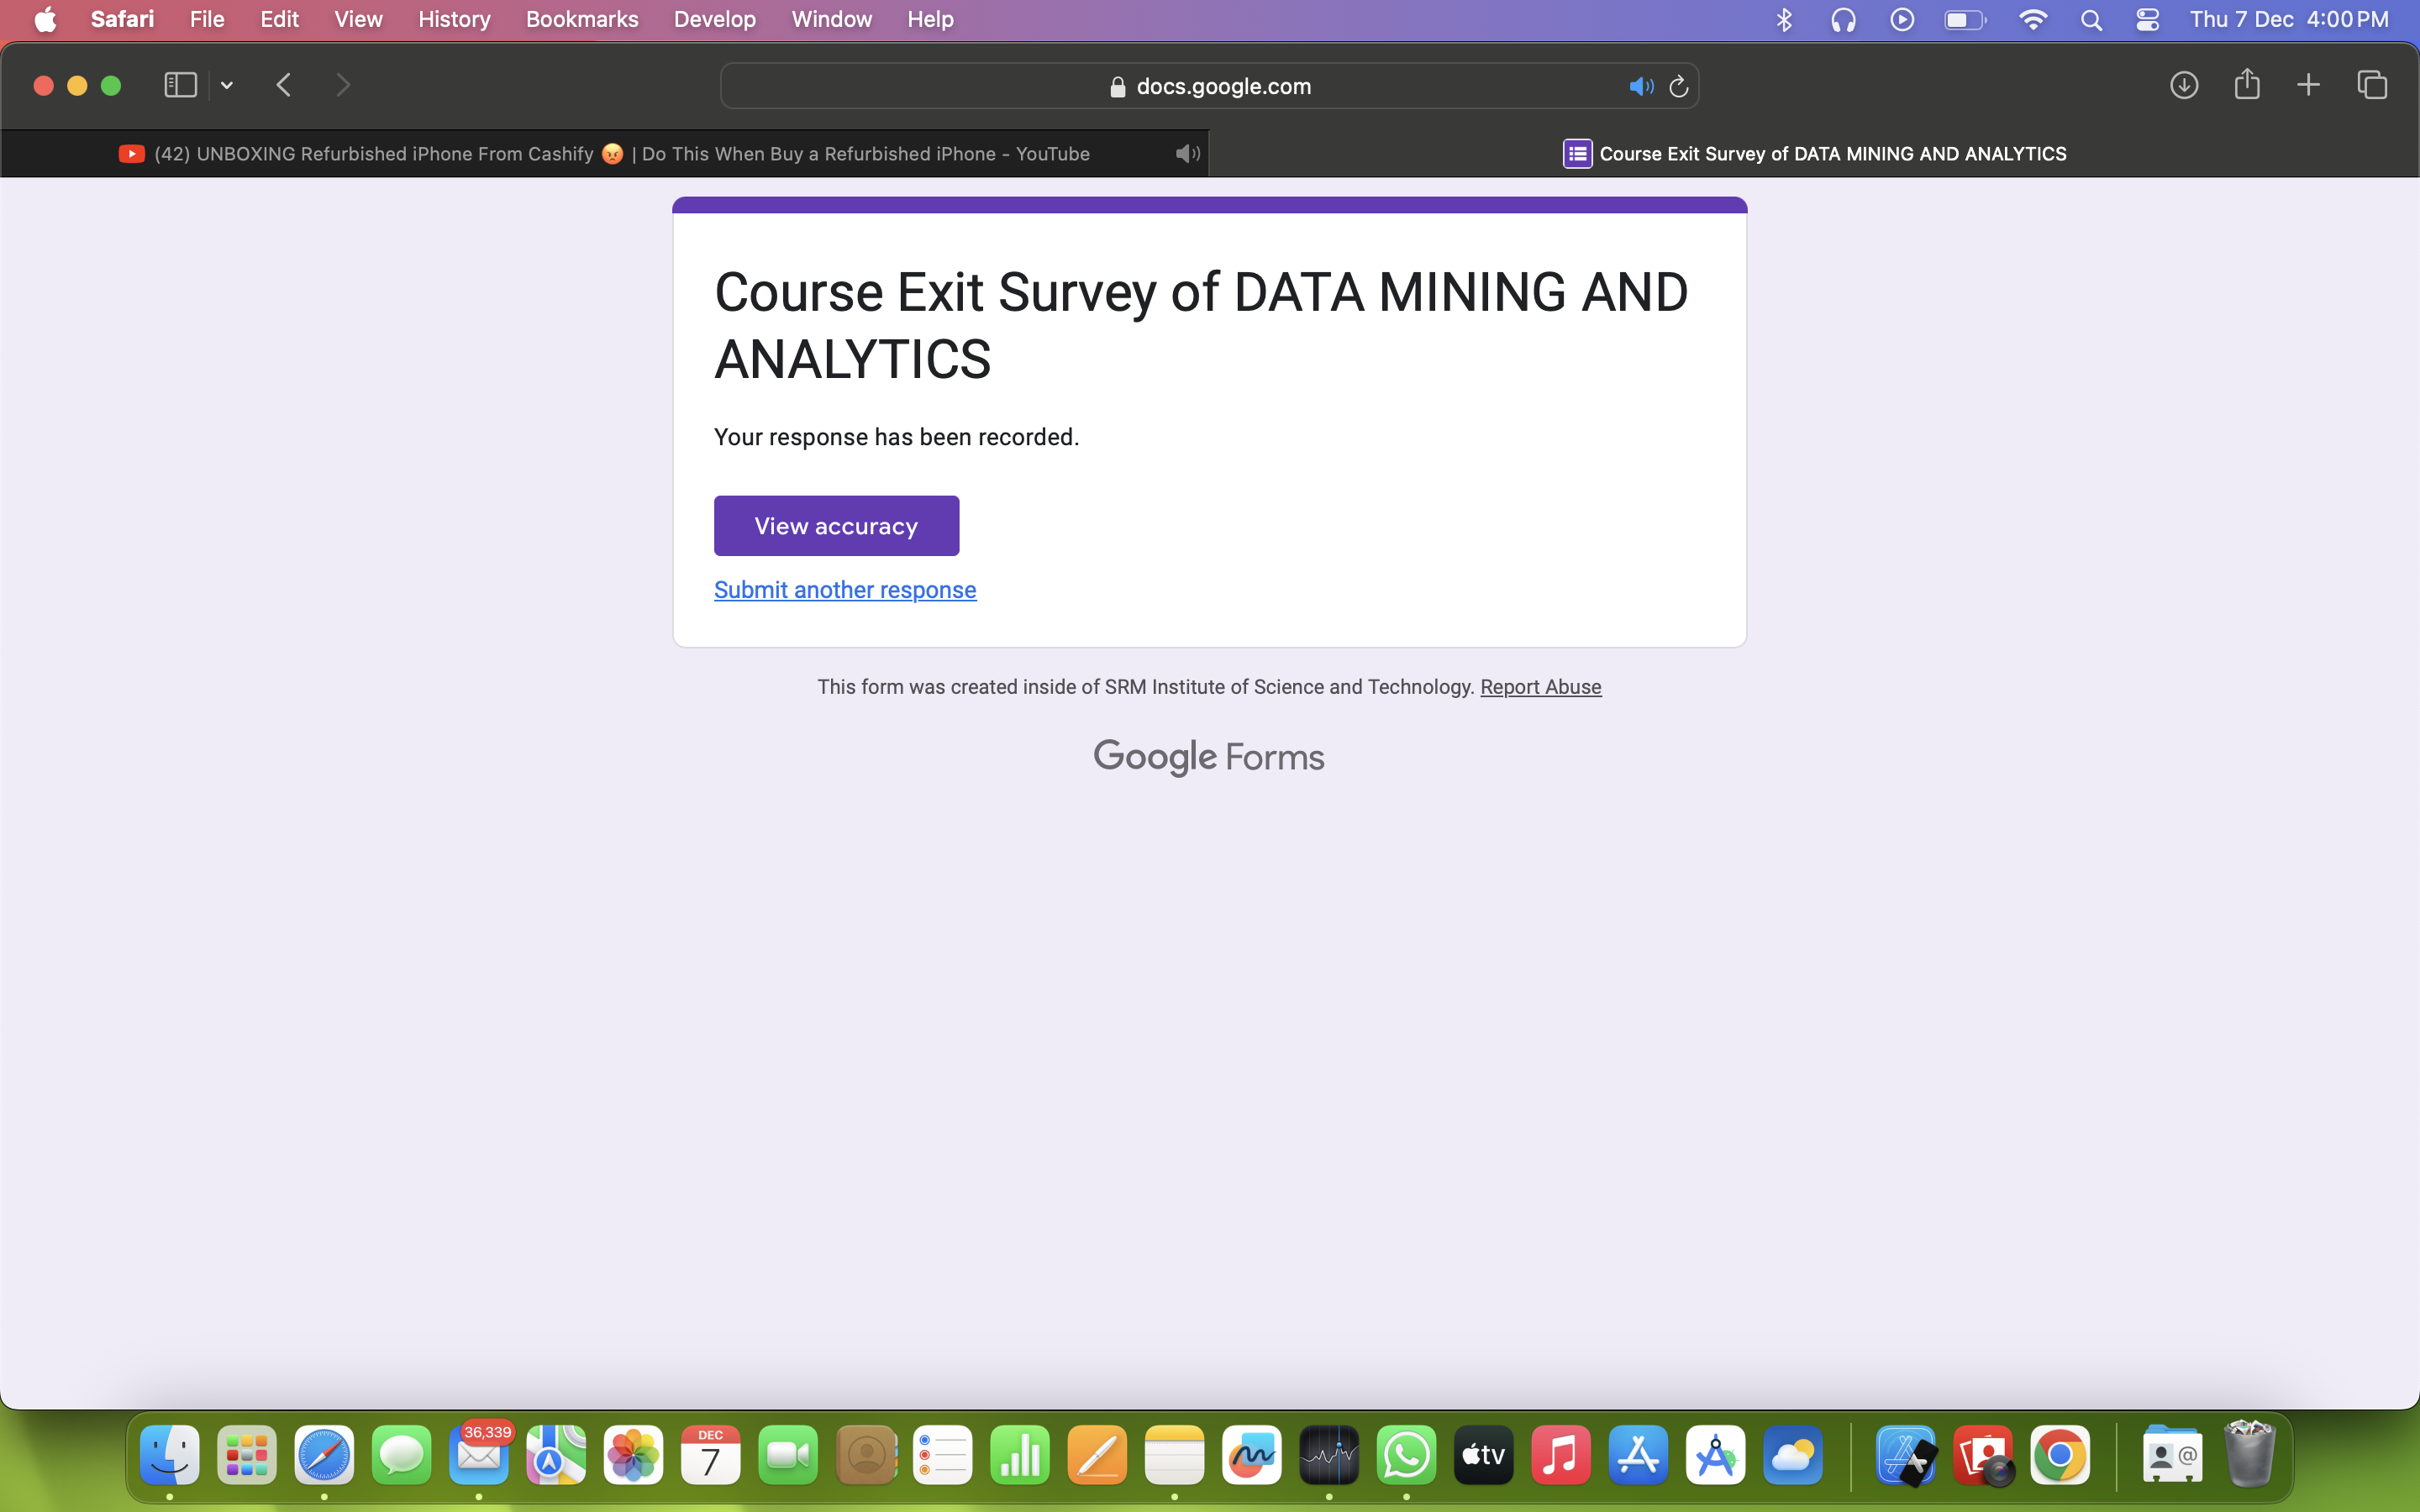 Safari File Edit View History Bookmarks Develop Window Help Thu 7 Dec 4:00 PM
docs.google.com
(42) UNBOXING Refurbished iPhone From Cashify 😡 | Do This When Buy a Refurbished iPhone - YouTube
Course Exit Survey of DATA MINING AND ANALYTICS
Course Exit Survey of DATA MINING AND
ANALYTICS
Your response has been recorded.
View accuracy
Submit another response
This form was created inside of SRM Institute of Science and Technology. Report Abuse
Google Forms
36,339
DEC
7
tv
@